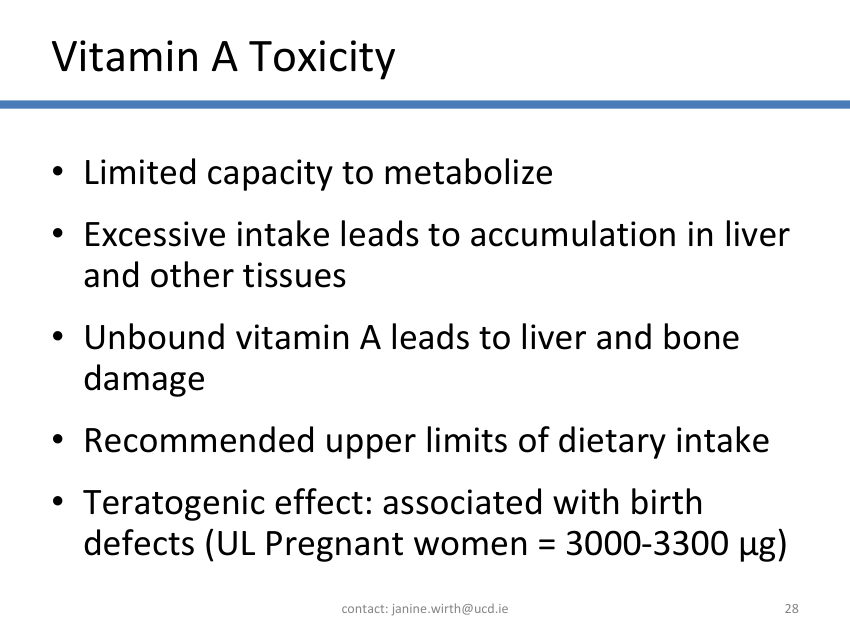 Vitamin A Toxicity
• Limited capacity to metabolize
• Excessive intake leads to accumulation in liver
and other tissues
• Unbound vitamin A leads to liver and bone
damage
• Recommended upper limits of dietary intake
• Teratogenic effect: associated with birth
defects (UL Pregnant women = 3000-3300 µg)
contact: janine.wirth@ucd.ie
28